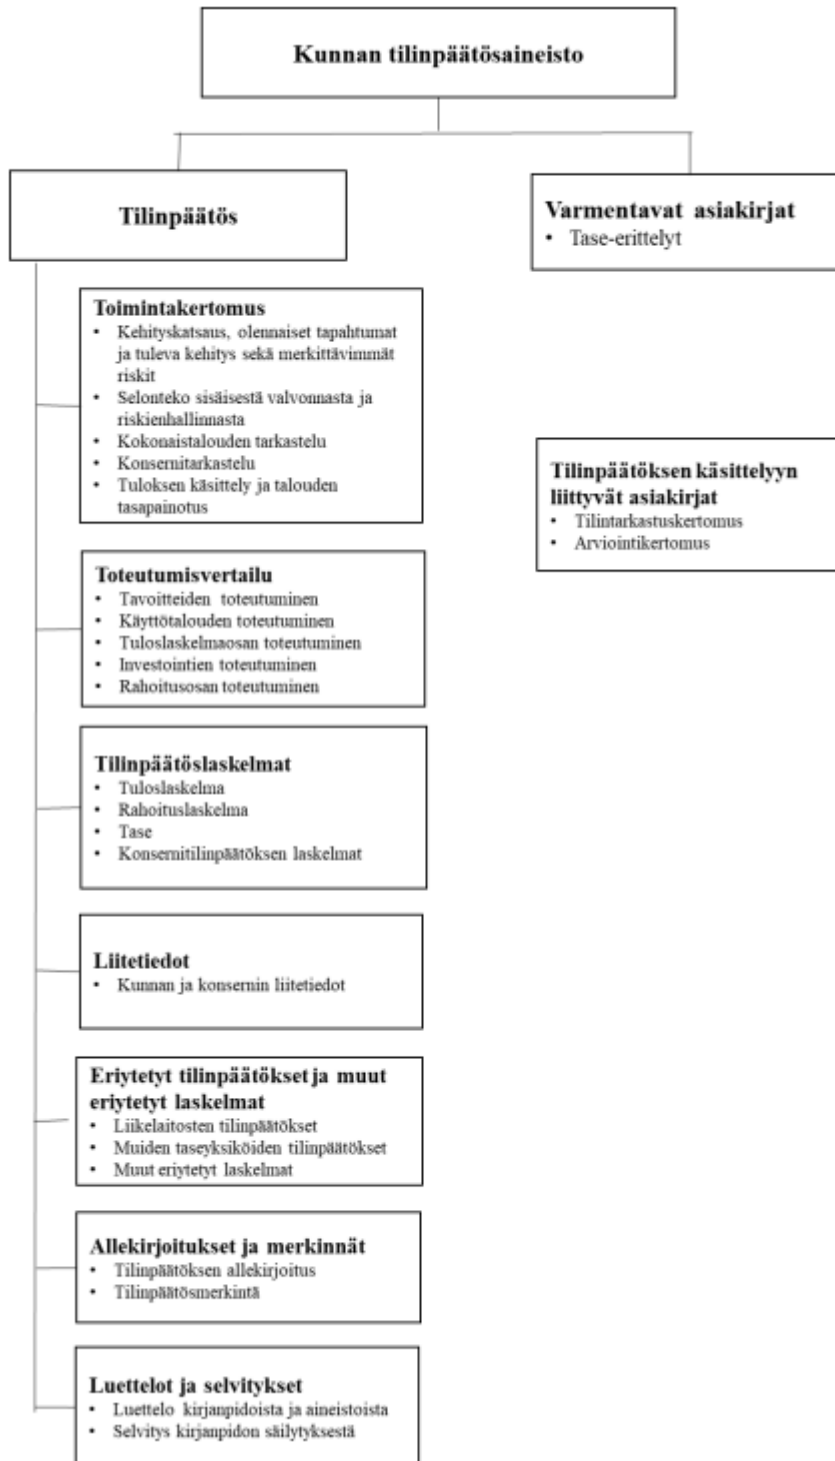 Kunnan tilinpäätösaineisto
Tilinpäätös
Varmentavat asiakirjat
• Tase-erittelyt
Toimintakertomus
• Kehityskatsaus, olennaiset tapahtumat
ja tuleva kehitys sekä merkittävimmät
riskit
• Selonteko sisäisestä valvonnasta ja
riskienhallinnasta
• Kokonaistalouden tarkastelu
• Konsernitarkastelu
• Tuloksen käsittely ja talouden
tasapainotus
Tilinpäätöksen käsittelyyn
liittyvät asiakirjat
• Tilintarkastuskertomus
• Arviointikertomus
Toteutumisvertailu
• Tavoitteiden toteutuminen
• Käyttötalouden toteutuminen
• Tuloslaskelmaosan toteutuminen
• Investointien toteutuminen
• Rahoitusosan toteutuminen
Tilinpäätöslaskelmat
• Tuloslaskelma
• Rahoituslaskelma
• Tase
• Konsernitilinpäätöksen laskelmat
Liitetiedot
• Kunnan ja konsernin liitetiedot
Eriytetyt tilinpäätökset ja muut
eriytetyt laskelmat
• Liikelaitosten tilinpäätökset
• Muiden taseyksiköiden tilinpäätökset
• Muut eriytetyt laskelmat
Allekirjoitukset ja merkinnät
• Tilinpäätöksen allekirjoitus
• Tilinpäätösmerkintä
Luettelot ja selvitykset
• Luettelo kirjanpidoista ja aineistoista
• Selvitys kirjanpidon säilytyksestä